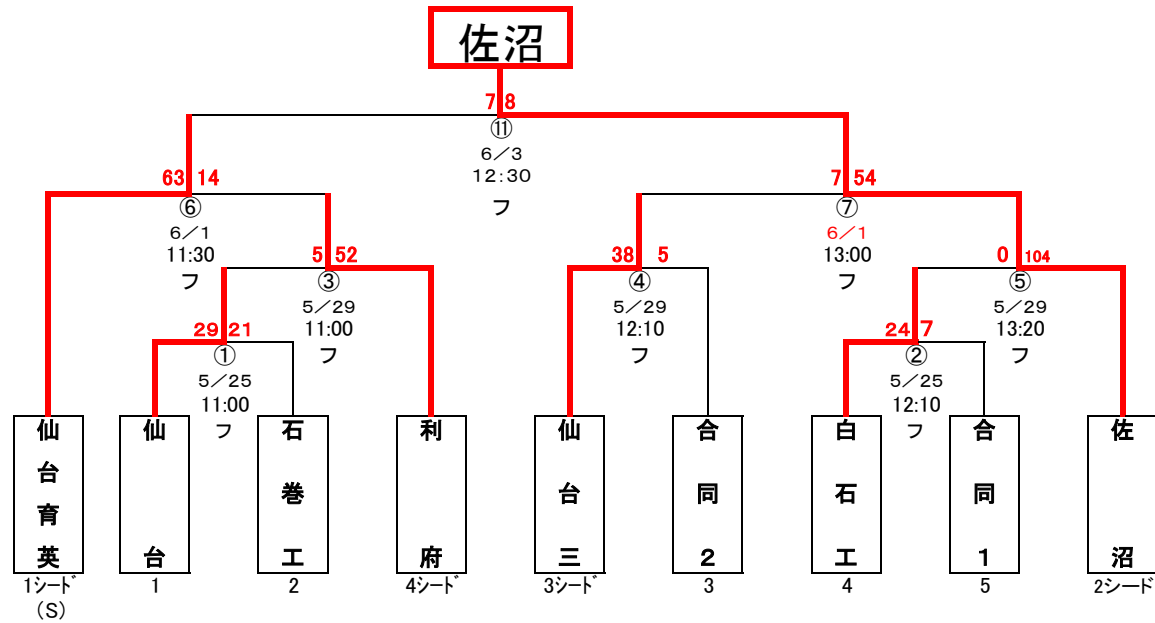 佐沼
7 8
⑪
6／3
12：30
フ
63 14
⑥
6／1
11:30
フ
7 54
⑦
6／1
13:00
フ
5 52
③
5／29
11:00
フ
38 5
④
5／29
12:10
フ
0 104
⑤
5／29
13:20
フ
29 21
①
5／25
11:00
フ
24 7
②
5／25
12:10
フ
仙台育英
仙台
石巻工
利府
仙台三
合同２
白石工
合同１
佐沼
1シード
（S）
1
2
4シード
3シード
3
4
5
2シード